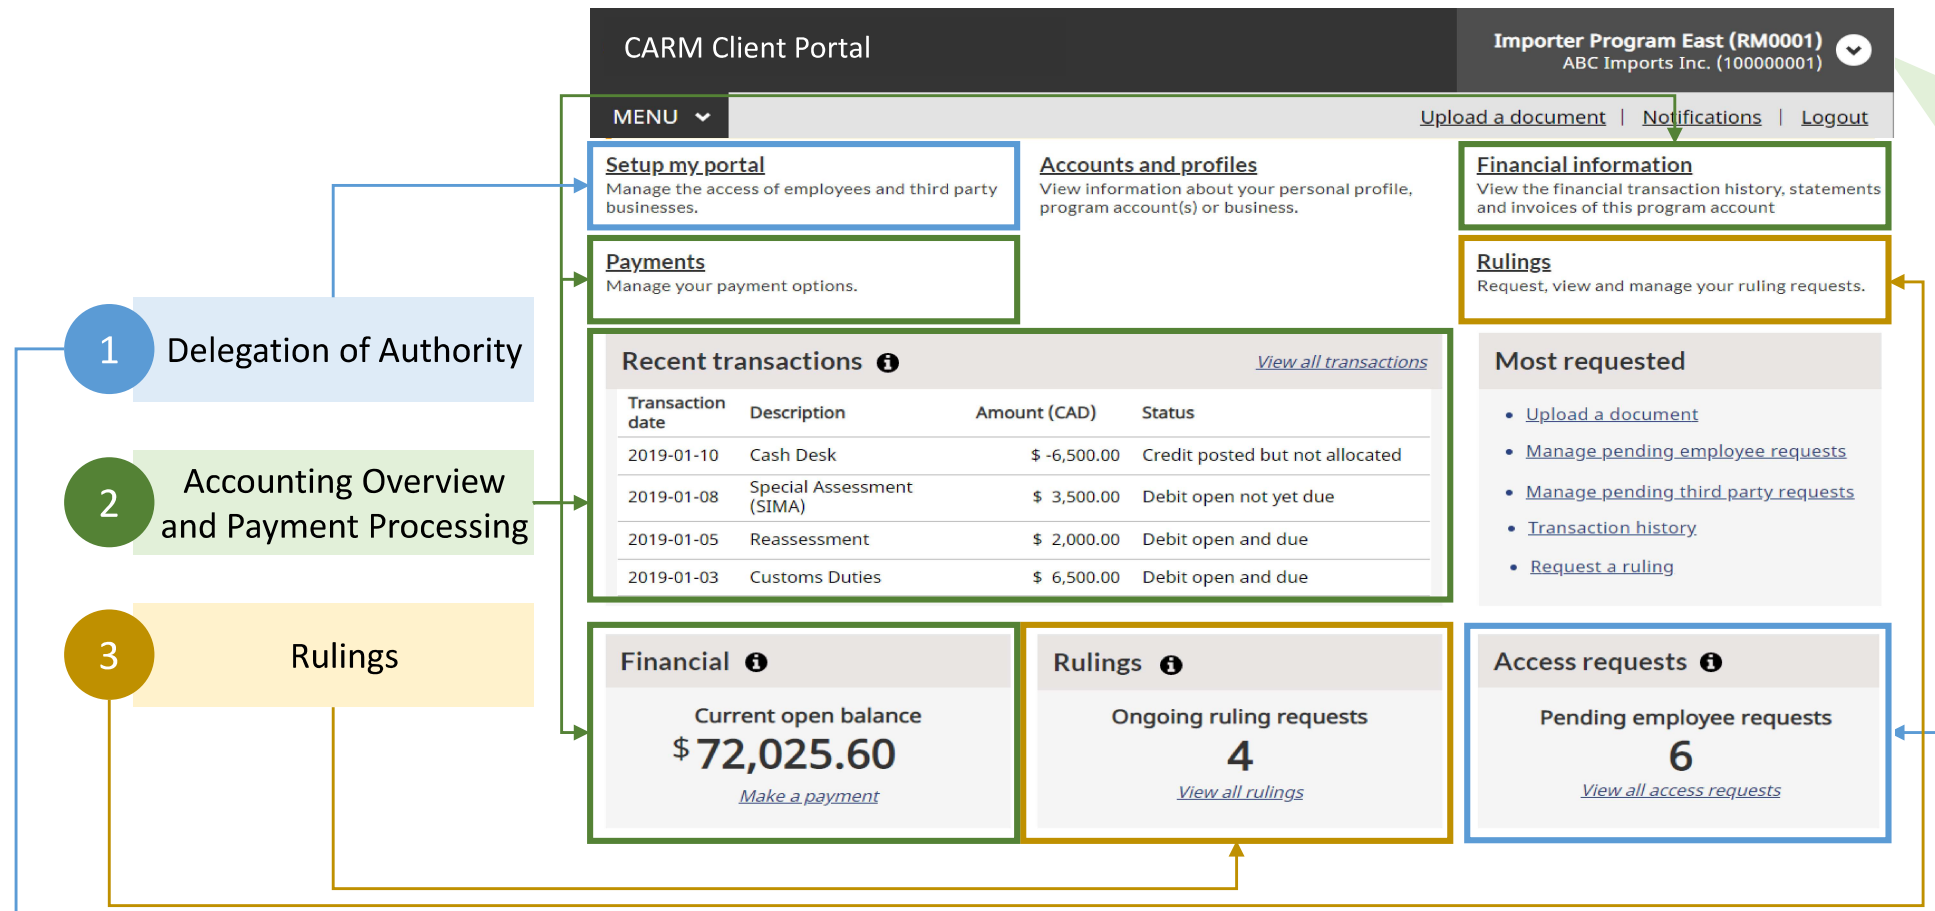 CARM Client Portal
Importer Program East (RM0001)
ABC Imports Inc. (100000001)
MENU
Upload a document | Notifications | Logout
Setup my portal
Manage the access of employees and third party
businesses.
Accounts and profiles
View information about your personal profile,
program account(s) or business.
Financial information
View the financial transaction history, statements
and invoices of this program account
Payments
Manage your payment options.
Rulings
Request, view and manage your ruling requests.
1 Delegation of Authority
2 Accounting Overview
and Payment Processing
3 Rulings
Recent transactions
View all transactions
Transaction
date
Description
Amount (CAD)
Status
2019-01-10 Cash Desk $ -6,500.00 Credit posted but not allocated
2019-01-08 Special Assessment
(SIMA) $ 3,500.00 Debit open not yet due
2019-01-05 Reassessment $ 2,000.00 Debit open and due
2019-01-03 Customs Duties $ 6,500.00 Debit open and due
Most requested
• Upload a document
• Manage pending employee requests
• Manage pending third party requests
• Transaction history
• Request a ruling
Financial
Current open balance
$ 72,025.60
Make a payment
Rulings
Ongoing ruling requests
4
View all rulings
Access requests
Pending employee requests
6
View all access requests